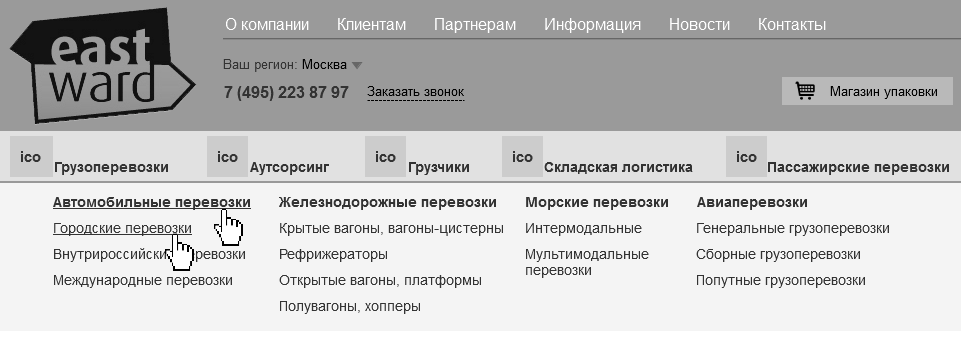 east
ward
О компании Клиентам Партнерам Информация Новости Контакты
Ваш регион: Москва
7 (495) 223 87 97 Заказать звонок
Магазин упаковки
ico Грузоперевозки ico Аутсорсинг ico Грузчики ico Складская логистика ico Пассажирские перевозки
Автомобильные перевозки Железнодорожные перевозки Морские перевозки Авиаперевозки
Городские перевозки Крытые вагоны, вагоны-цистерны Интермодальные Генеральные грузоперевозки
Внутрироссийские перевозки Рефрижераторы Мультимодальные Сборные грузоперевозки
перевозки
Международные перевозки Открытые вагоны, платформы Попутные грузоперевозки
Полувагоны, хопперы